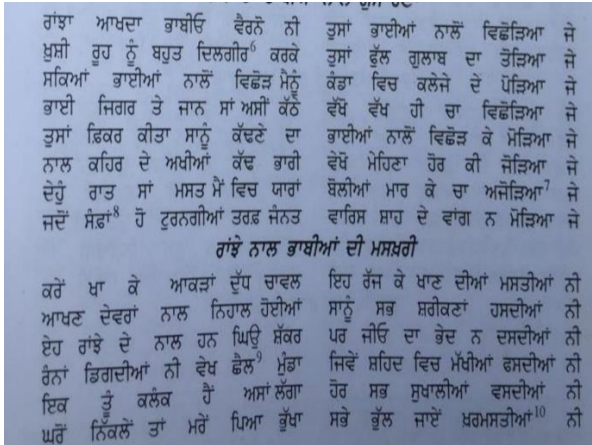 ਰਾਂਝਾ ਆਖਦਾ ਭਾਬੀਓ ਵੈਰਨੋ ਨੀ ਤੁਸਾਂ ਭਾਈਆਂ ਨਾਲੋਂ ਵਿਛੋੜਿਆ ਜੇ
ਖ਼ੁਸ਼ੀ ਰੂਹ ਨੂੰ ਬਹੁਤ ਦਿਲਗੀਰ6 ਕਰਕੇ ਤੁਸਾਂ ਫੁੱਲ ਗੁਲਾਬ ਦਾ ਤੋੜਿਆ ਜੇ
ਸਕਿਆਂ ਭਾਈਆਂ ਨਾਲੋਂ ਵਿਛੋੜ ਮੈਨੂੰ ਕੰਡਾ ਵਿਚ ਕਲੇਜੇ ਦੇ ਪੋੜਿਆ ਜੇ
ਭਾਈ ਜਿਗਰ ਤੇ ਜਾਨ ਸਾਂ ਅਸੀਂ ਕੱਠੇ ਵੱਖੋ ਵੱਖ ਹੀ ਚਾ ਵਿਛੋੜਿਆ ਜੇ
ਤੁਸਾਂ ਫ਼ਿਕਰ ਕੀਤਾ ਸਾਨੂੰ ਕੱਢਣੇ ਦਾ ਭਾਈਆਂ ਨਾਲੋਂ ਵਿਛੋੜ ਕੇ ਮੋੜਿਆ ਜੇ
ਨਾਲ ਕਹਿਰ ਦੇ ਅਖੀਆਂ ਕੱਢ ਭਾਰੀ ਵੇਖੋ ਮੇਹਿਣਾ ਹੋਰ ਕੀ ਜੋੜਿਆ ਜੇ
ਦੇਹੁੰ ਰਾਤ ਸਾਂ ਮਸਤ ਮੈਂ ਵਿਚ ਯਾਰਾਂ ਬੋਲੀਆਂ ਮਾਰ ਕੇ ਚਾ ਅਜੋੜਿਆ7 ਜੇ
ਜਦੋਂ ਸੰਫ਼ਾਂ8 ਹੋ ਟੁਰਨਗੀਆਂ ਤਰਫ਼ ਜੰਨਤ ਵਾਰਿਸ ਸ਼ਾਹ ਦੇ ਵਾਂਗ ਨ ਮੋੜਿਆ ਜੇ
ਰਾਂਝੇ ਨਾਲ ਭਾਬੀਆਂ ਦੀ ਮਸਖ਼ਰੀ
ਕਰੇਂ ਖਾ ਕੇ ਆਕੜਾਂ ਦੁੱਧ ਚਾਵਲ ਇਹ ਰੱਜ ਕੇ ਖਾਣ ਦੀਆਂ ਮਸਤੀਆਂ ਨੀ
ਆਖਣ ਦੇਵਰਾਂ ਨਾਲ ਨਿਹਾਲ ਹੋਈਆਂ ਸਾਨੂੰ ਸਭ ਸ਼ਰੀਕਣਾਂ ਹਸਦੀਆਂ ਨੀ
ਏਹ ਰਾਂਝੇ ਦੇ ਨਾਲ ਹਨ ਘਿਉ ਸ਼ੱਕਰ ਪਰ ਜੀਓ ਦਾ ਭੇਦ ਨ ਦਸਦੀਆਂ ਨੀ
ਰੰਨਾਂ ਡਿਗਦੀਆਂ ਨੀ ਵੇਖ ਛੈਲ9 ਮੁੰਡਾ ਜਿਵੇਂ ਸ਼ਹਿਦ ਵਿਚ ਮੱਖੀਆਂ ਫਸਦੀਆਂ ਨੀ
ਇਕ ਤੂੰ ਕਲੰਕ ਹੈਂ ਅਸਾਂ ਲੱਗਾ ਹੋਰ ਸਭ ਸੁਖਾਲੀਆਂ ਵਸਦੀਆਂ ਨੀ
ਘਰੋਂ ਨਿੱਕਲੇਂ ਤਾਂ ਮਰੇਂ ਪਿਆ ਭੁੱਖਾ ਸਭੇ ਭੁੱਲ ਜਾਏਂ ਖ਼ਰਮਸਤੀਆਂ10 ਨੀ